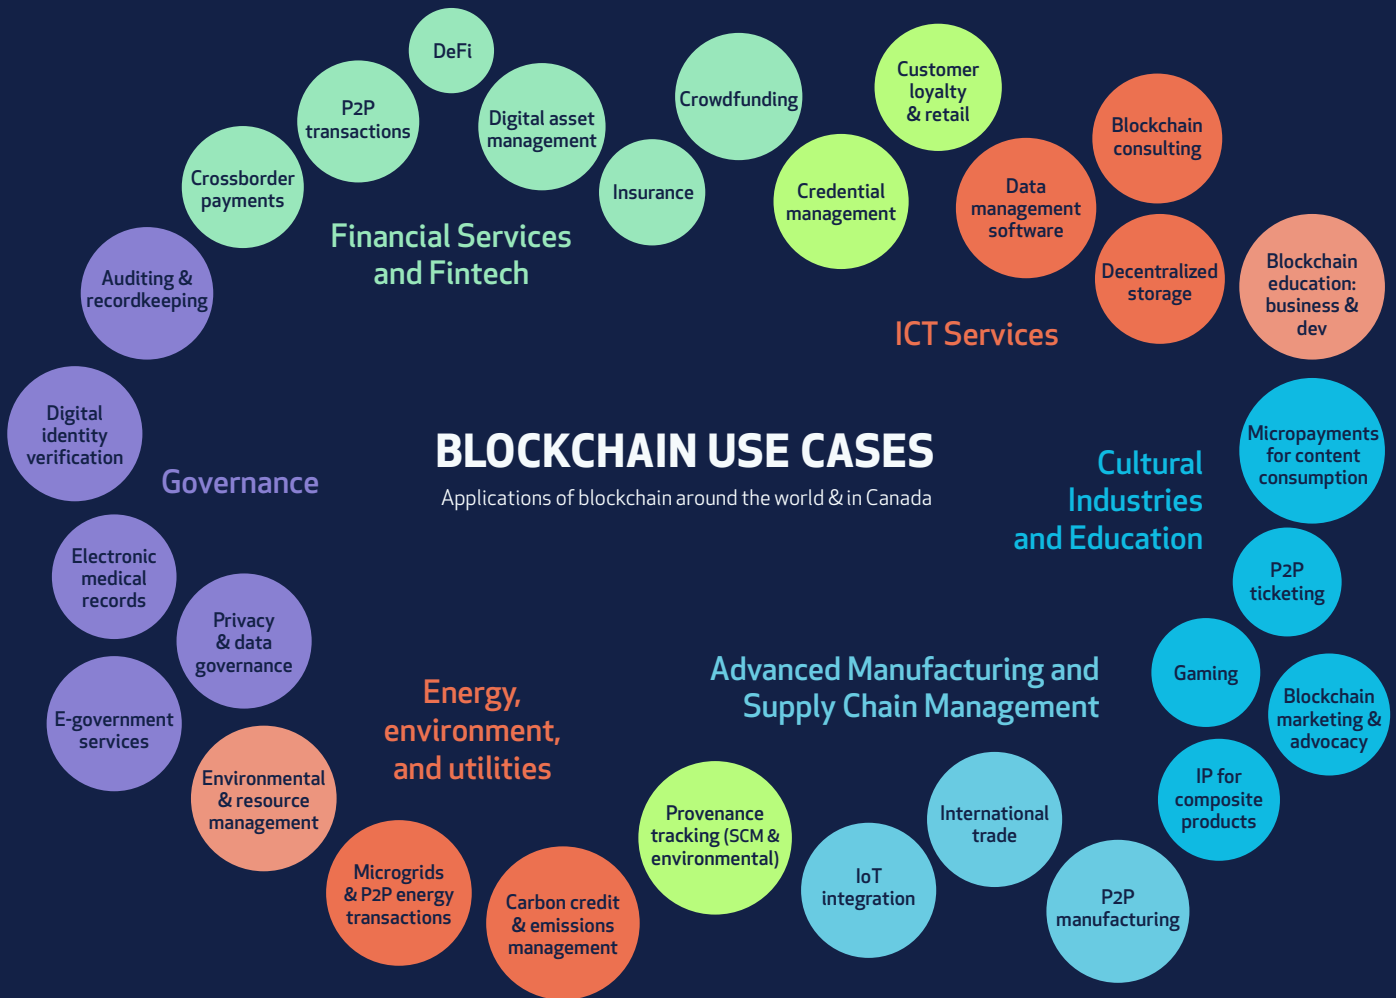 DeFi
P2P
transactions
Digital asset
management
Crossborder
payments
Insurance
Crowdfunding
Credential
management
Customer
loyalty
& retail
Data
management
software
Blockchain
consulting
Decentralized
storage
Blockchain
education:
business &
dev
Financial Services
and Fintech
ICT Services
Auditing &
recordkeeping
Digital
identity
verification
Governance
BLOCKCHAIN USE CASES
Applications of blockchain around the world & in Canada
Cultural
Industries
and Education
Micropayments
for content
consumption
P2P
ticketing
Gaming
Blockchain
marketing &
advocacy
IP for
composite
products
Electronic
medical
records
Privacy
& data
governance
E-government
services
Energy,
environment,
and utilities
Environmental
& resource
management
Microgrids
& P2P energy
transactions
Carbon credit
& emissions
management
Advanced Manufacturing and
Supply Chain Management
Provenance
tracking (SCM &
environmental)
IoT
integration
International
trade
P2P
manufacturing